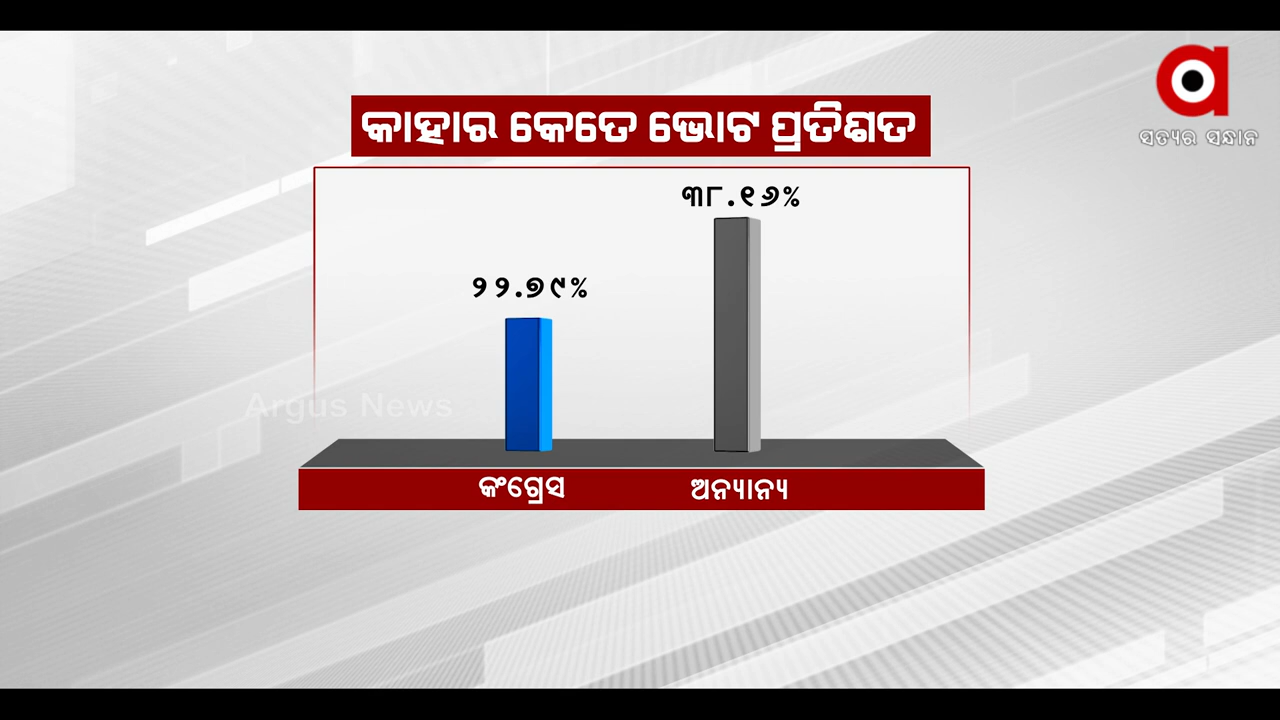 କାହାର କେତେ ଭୋଟ ପ୍ରତିଶତ
ସତ୍ୟର ସନ୍ଧାନ
୩୮.୧୬%
୨୨.୭୯%
Argus News
କଂଗ୍ରେସ
ଅନ୍ୟାନ୍ୟ